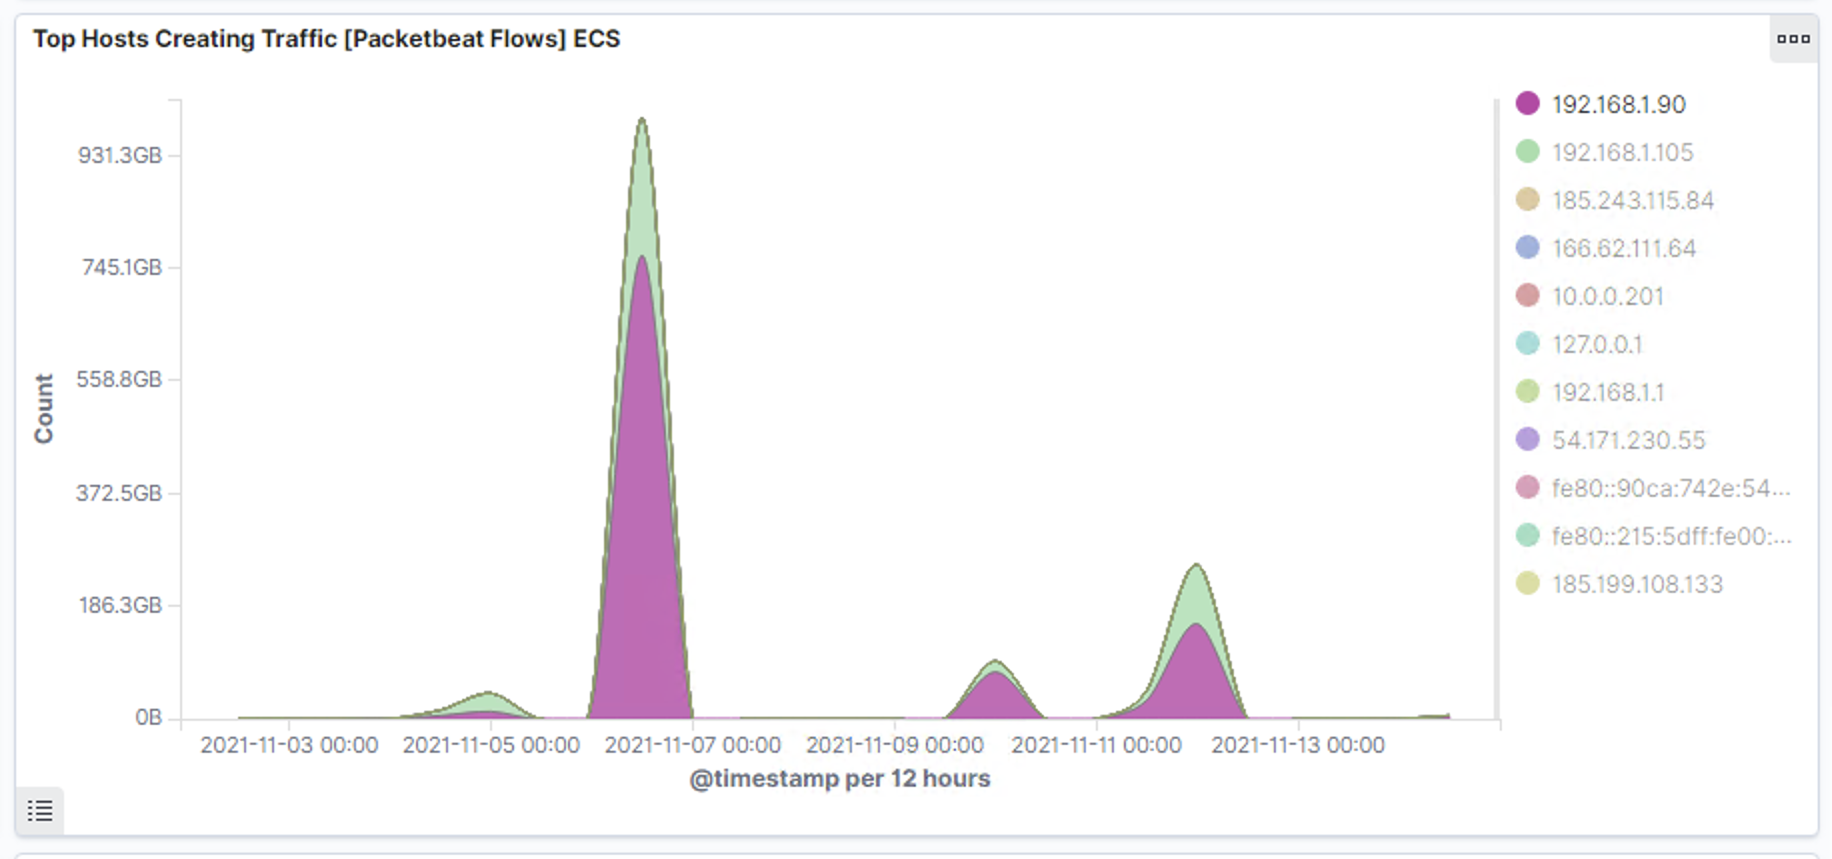 Top Hosts Creating Traffic [Packetbeat Flows] ECS
931.3GB
745.1GB
558.8GB
372.5GB
186.3GB
0B
Count
2021-11-03 00:00
2021-11-05 00:00
2021-11-07 00:00
2021-11-09 00:00
2021-11-11 00:00
2021-11-13 00:00
@timestamp per 12 hours
192.168.1.90
192.168.1.105
185.243.115.84
166.62.111.64
10.0.0.201
127.0.0.1
192.168.1.1
54.171.230.55
fe80::90ca:742e:54...
fe80::215:5dff:fe00:...
185.199.108.133